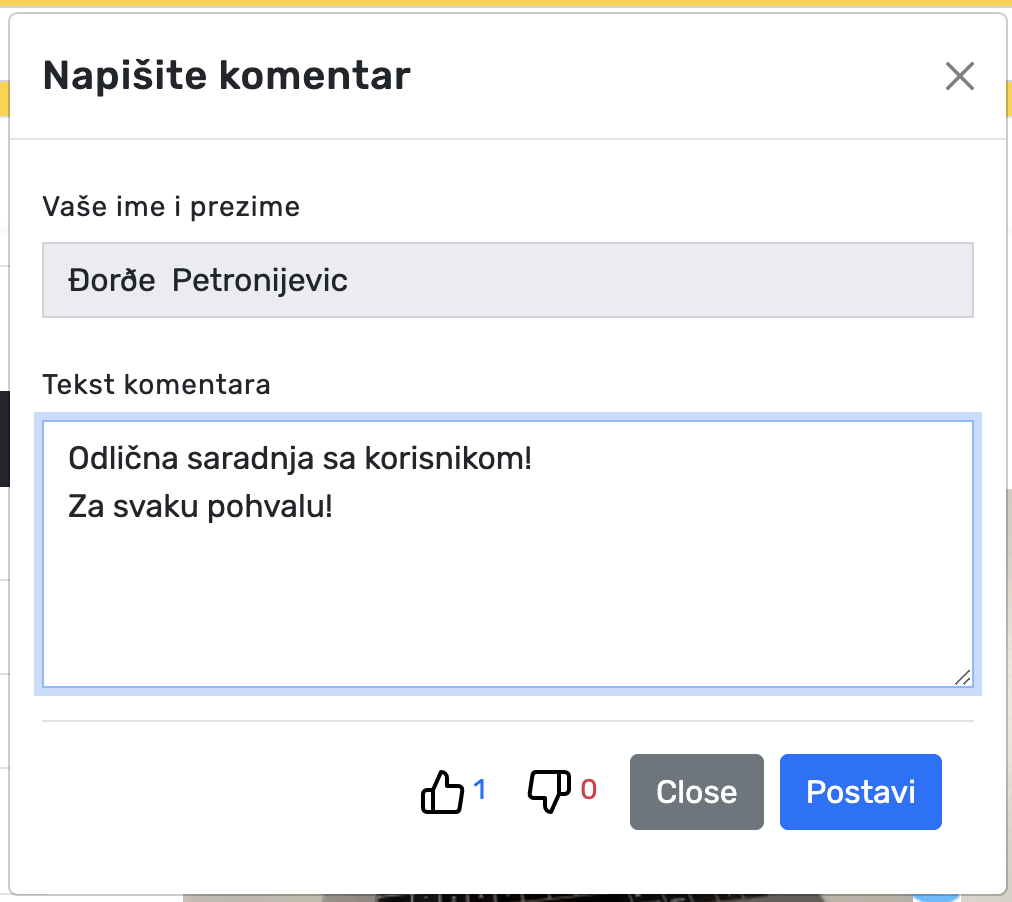 Napišite komentar
Vaše ime i prezime
Đorðe  Petronijevic
Tekst komentara
Odlična saradnja sa korisnikom!
Za svaku pohvalu!
1 0 Close Postavi